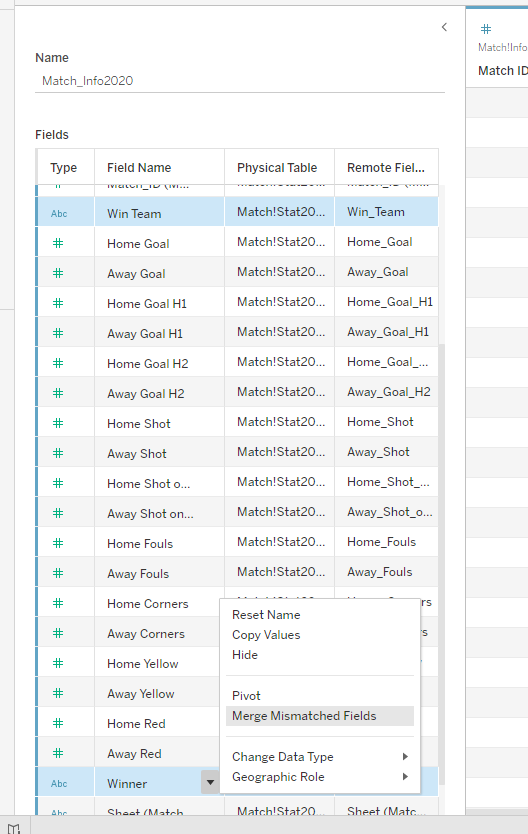 Name
Match_Info2020
Fields
Type Field Name Physical Table Remote Fiel...
Match_ID (M...
Abc Win Team Match!Stat20... Win_Team
# Home Goal Match!Stat20... Home_Goal
# Away Goal Match!Stat20... Away_Goal
# Home Goal H1 Match!Stat20... Home_Goal_H1
# Away Goal H1 Match!Stat20... Away_Goal_H1
# Home Goal H2 Match!Stat20... Home_Goal_...
# Away Goal H2 Match!Stat20... Away_Goal_H2
# Home Shot Match!Stat20... Home_Shot
# Away Shot Match!Stat20... Away_Shot
# Home Shot o... Match!Stat20... Home_Shot_...
# Away Shot on... Match!Stat20... Away_Shot_o...
# Home Fouls Match!Stat20... Home_Fouls
# Away Fouls Match!Stat20... Away_Fouls
# Home Corners rs
# Away Corners s
# Home Yellow
# Away Yellow
# Home Red
# Away Red
Abc Winner
Abc Sheet (Match Match!Stat20... Sheet (Matc...
Reset Name
Copy Values
Hide
Pivot
Merge Mismatched Fields
Change Data Type
Geographic Role
#
Match!Info
Match ID